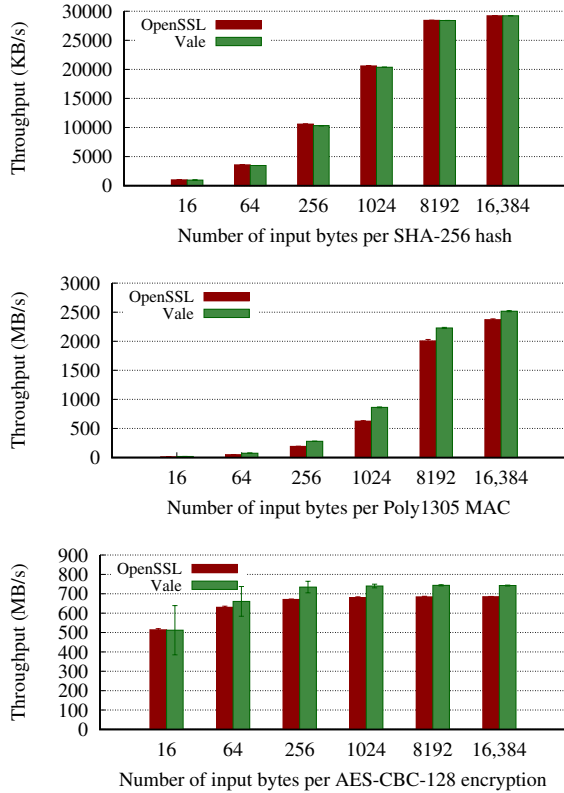 Throughput (KB/s)
30000
25000
20000
15000
10000
5000
0
OpenSSL
Vale
16 64 256 1024 8192 16,384
Number of input bytes per SHA-256 hash
Throughput (MB/s)
3000
2500
2000
1500
1000
500
0
OpenSSL
Vale
16 64 256 1024 8192 16,384
Number of input bytes per Poly1305 MAC
Throughput (MB/s)
900
800
700
600
500
400
300
200
100
0
OpenSSL
Vale
16 64 256 1024 8192 16,384
Number of input bytes per AES-CBC-128 encryption